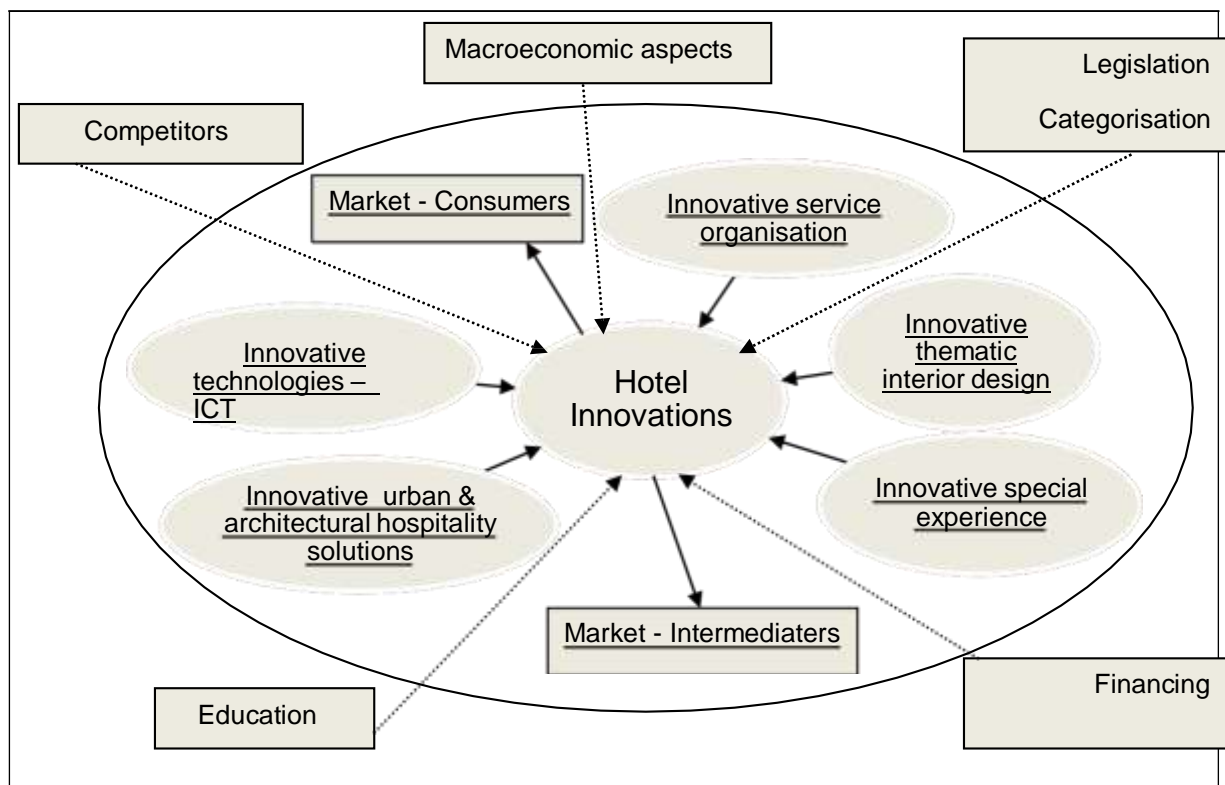 Macroeconomic aspects
Legislation
Categorisation
Competitors
Market - Consumers
Innovative service
organisation
Innovative
technologies –
ICT
Hotel
Innovations
Innovative
thematic
interior design
Innovative urban &
architectural hospitality
solutions
Innovative special
experience
Market - Intermediaters
Education
Financing